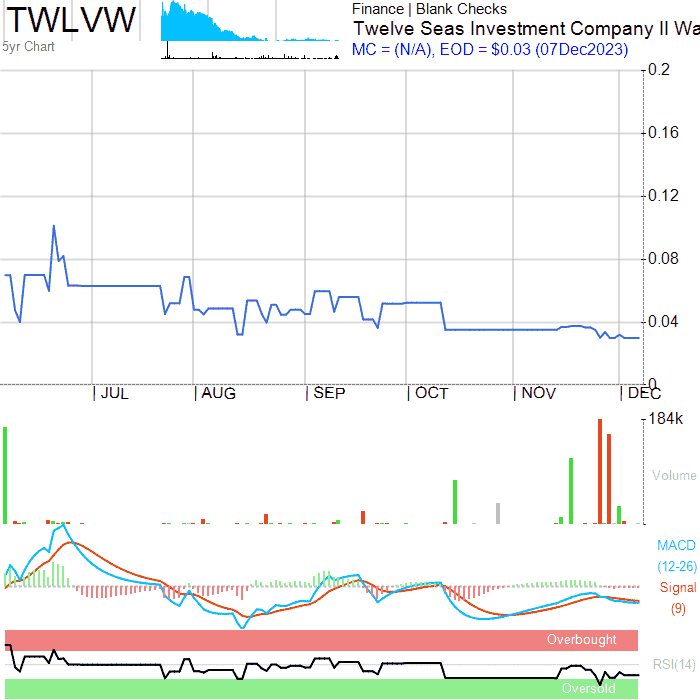 TWLVW
5yr Chart
Finance | Blank Checks
Twelve Seas Investment Company II Wa
MC = (N/A), EOD = $0.03 (07Dec2023)
0.2
0.16
0.12
0.08
0.04
0
JUL AUG SEP OCT NOV DEC
184k
Volume
MACD
(12-26)
Signal
(9)
Overbought
RSI(14)
Oversold